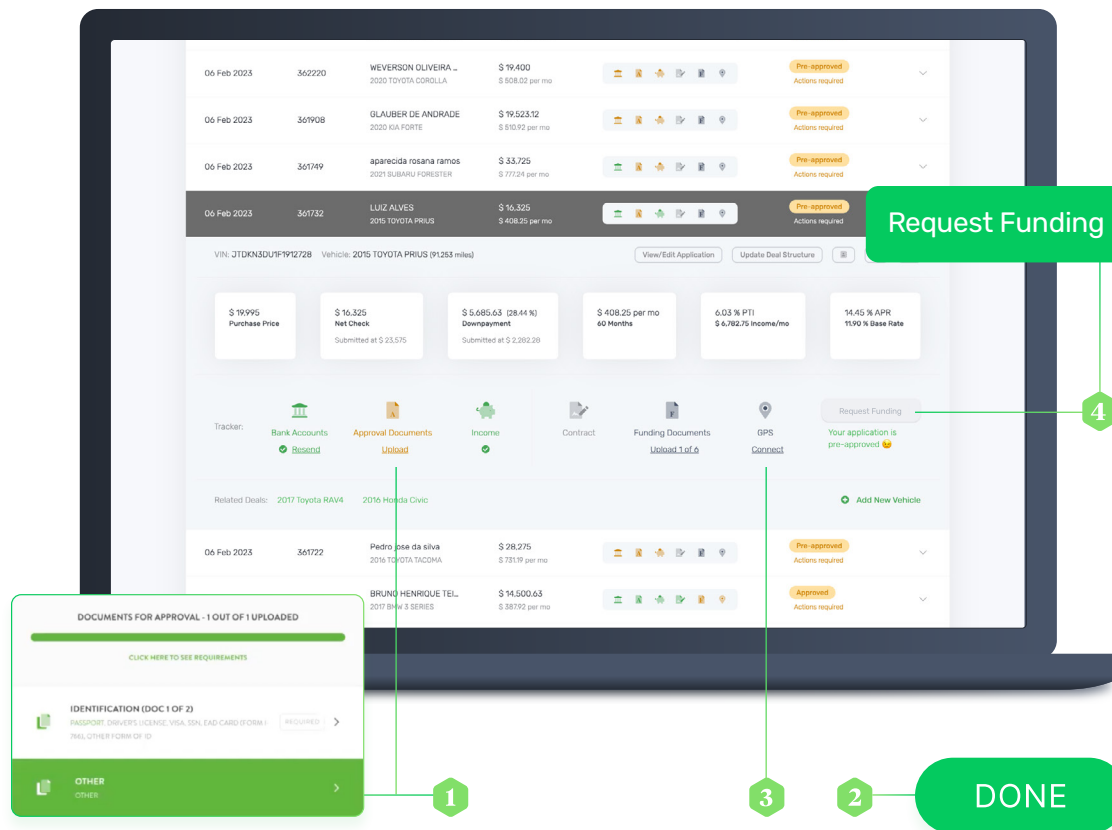 06 Feb 2023 362220 WEVERSON OLIVEIRA ... $ 19,400 Pre-approved
2020 TOYOTA COROLLA $ 508.02 per mo Actions required
06 Feb 2023 361908 GLAUBER DE ANDRADE $ 19,523.12 Pre-approved
2020 KIA FORTE $ 510.92 per mo Actions required
06 Feb 2023 361749 aparecida rosana ramos $ 33,725 Pre-approved
2021 SUBARU FORESTER $ 777.24 per mo Actions required
06 Feb 2023 361732 LUIZ ALVES $ 16,325 Pre-approved
2015 TOYOTA PRIUS $ 408.25 per mo Actions required
Request Funding
VIN: JTDKN3DU1F1912728 Vehicle: 2015 TOYOTA PRIUS (91.253 miles) View/Edit Application Update Deal Structure
$ 19,995 $ 16,325 $ 5,685.63 (28.44 %) $ 408.25 per mo 6.03 % PTI 14.45 % APR
Purchase Price Net Check Downpayment 60 Months $ 6,782.75 Income/mo 11.90 % Base Rate
Submitted at $ 23,575 Submitted at $ 2,282.28
Tracker: Bank Accounts Approval Documents Income Contract Funding Documents GPS Request Funding
Resend Upload Upload 1 of 6 Connect Your application is
pre-approved 😉
4
Related Deals: 2017 Toyota RAV4 2016 Honda Civic Add New Vehicle
06 Feb 2023 361722 Pedro jose da silva $ 28,275 Pre-approved
2016 TOYOTA TACOMA $ 731.19 per mo Actions required
BRUNO HENRIQUE TEI... $ 14,500.63 Approved
2017 BMW 3 SERIES $ 387.92 per mo Actions required
DOCUMENTS FOR APPROVAL - 1 OUT OF 1 UPLOADED
CLICK HERE TO SEE REQUIREMENTS
IDENTIFICATION (DOC 1 OF 2)
PASSPORT, DRIVER'S LICENSE, VISA, SSN, EAD CARD (FORM I- REQUIRED
766), OTHER FORM OF ID
OTHER
OTHER
1 3 2 DONE